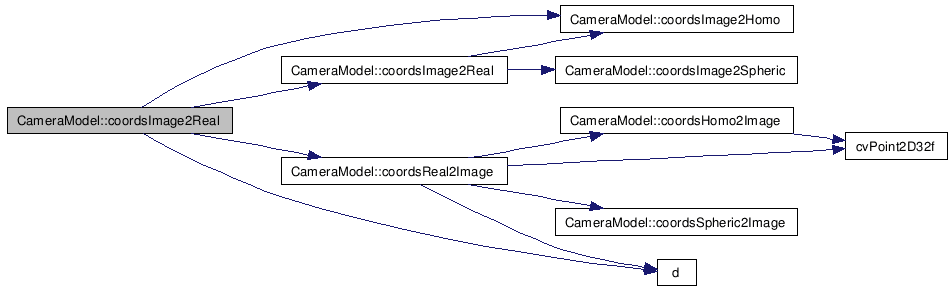 CameraModel::coordsImage2Homo
CameraModel::coordsImage2Real
CameraModel::coordsImage2Spheric
CameraModel::coordsImage2Real
CameraModel::coordsHomo2Image
cvPoint2D32f
CameraModel::coordsReal2Image
CameraModel::coordsSpheric2Image
d